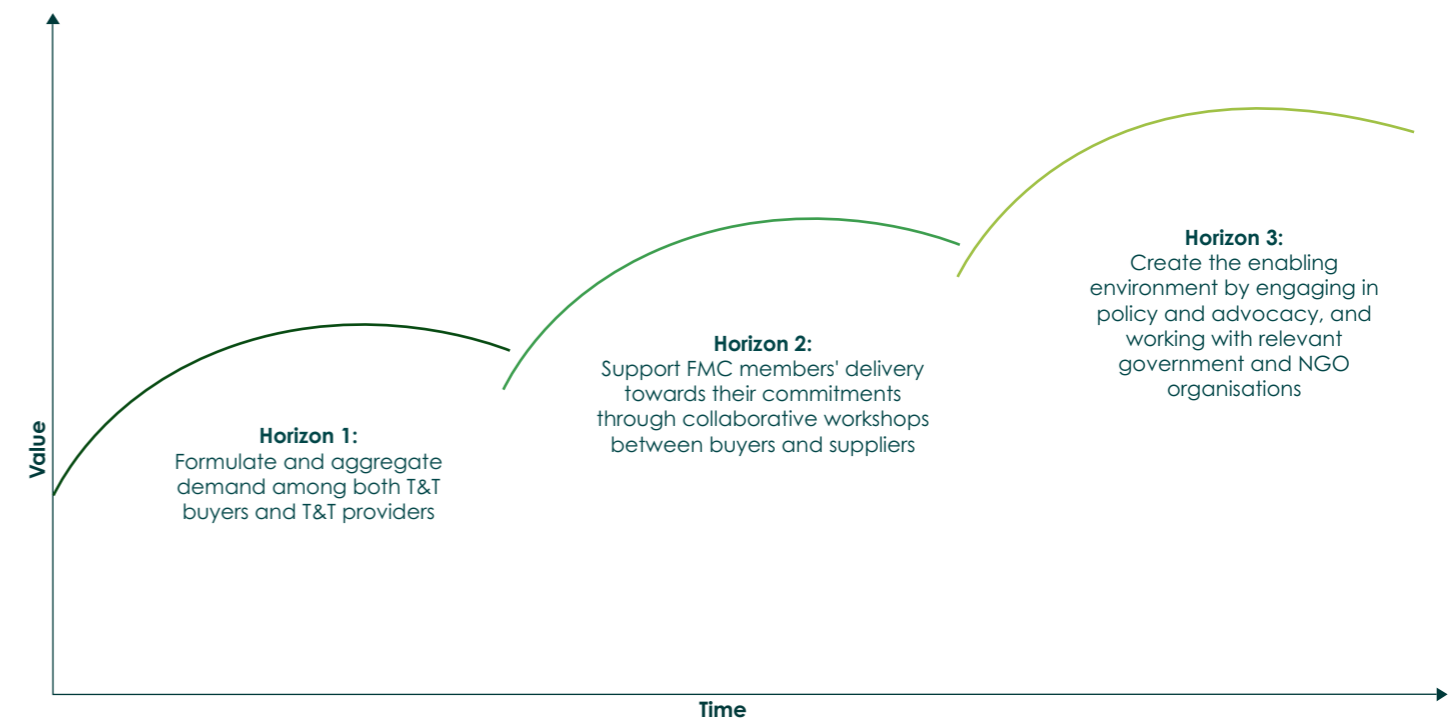 Value
Horizon 1:
Formulate and aggregate
demand among both T&T
buyers and T&T providers
Horizon 2:
Support FMC members' delivery
towards their commitments
through collaborative workshops
between buyers and suppliers
Horizon 3:
Create the enabling
environment by engaging in
policy and advocacy, and
working with relevant
government and NGO
organisations
Time